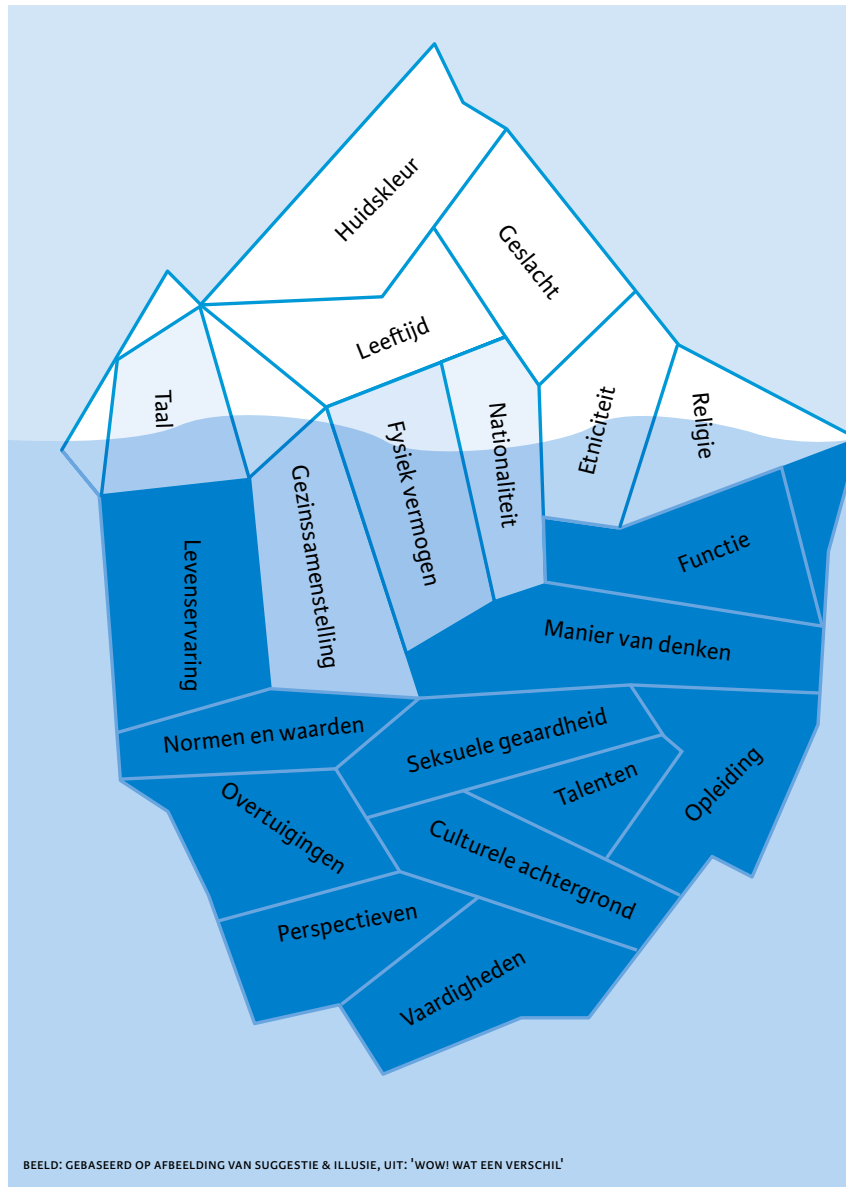 Huidskleur
Geslacht
Leeftijd
Taal
Fysiek vermogen
Nationaliteit
Etniciteit
Religie
Gezinssamenstelling
Levenservaring
Functie
Manier van denken
Normen en waarden
Seksuele geaardheid
Talenten
Opleiding
Overtuigingen
Culturele achtergrond
Perspectieven
Vaardigheden
BEELD: GEBASEERD OP AFBEELDING VAN SUGGESTIE & ILLUSIE, UIT: 'WOW! WAT EEN VERSCHIL'